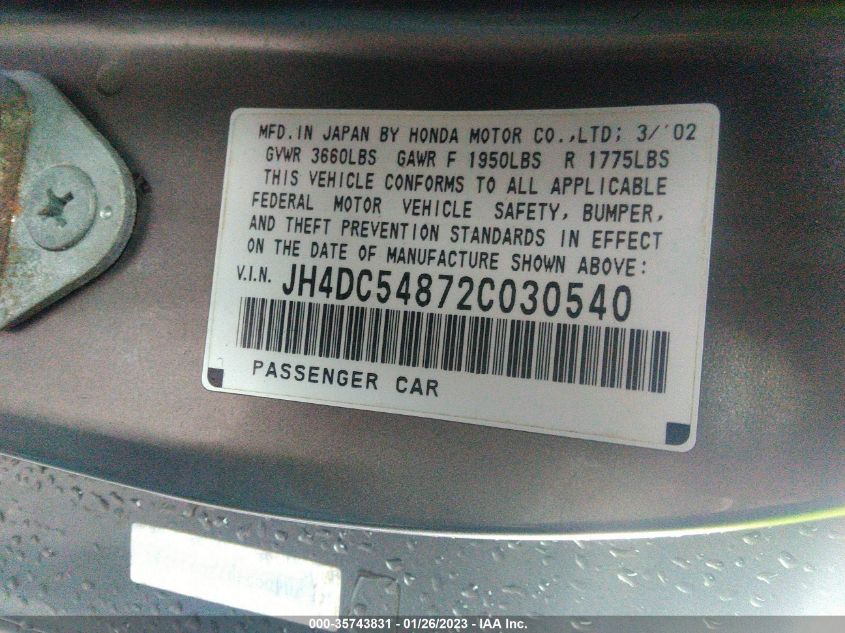 MFD. IN JAPAN BY HONDA MOTOR CO.,LTD; 3/'02
GVWR 3660LBS GAWR F 1950LBS R 1775LBS
THIS VEHICLE CONFORMS TO ALL APPLICABLE
FEDERAL MOTOR VEHICLE SAFETY, BUMPER,
AND THEFT PREVENTION STANDARDS IN EFFECT
ON THE DATE OF MANUFACTURE SHOWN ABOVE:
V.I.N. JH4DC54872C030540
PASSENGER CAR
000-35743831 - 01/26/2023 - IAA Inc.